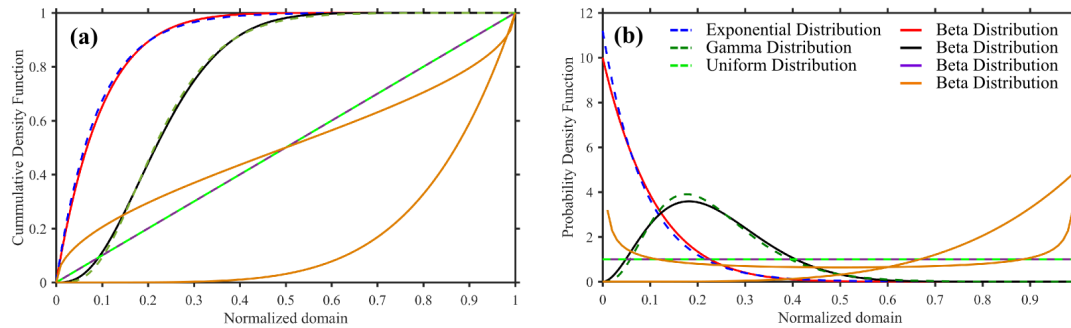 (a)
Cummulative Density Function
1
0.8
0.6
0.4
0.2
0
0 0.1 0.2 0.3 0.4 0.5 0.6 0.7 0.8 0.9 1
Normalized domain
(b)
Exponential Distribution
Gamma Distribution
Uniform Distribution
Beta Distribution
Beta Distribution
Beta Distribution
Beta Distribution
Probability Density Function
12
10
8
6
4
2
0
0 0.1 0.2 0.3 0.4 0.5 0.6 0.7 0.8 0.9
Normalized domain